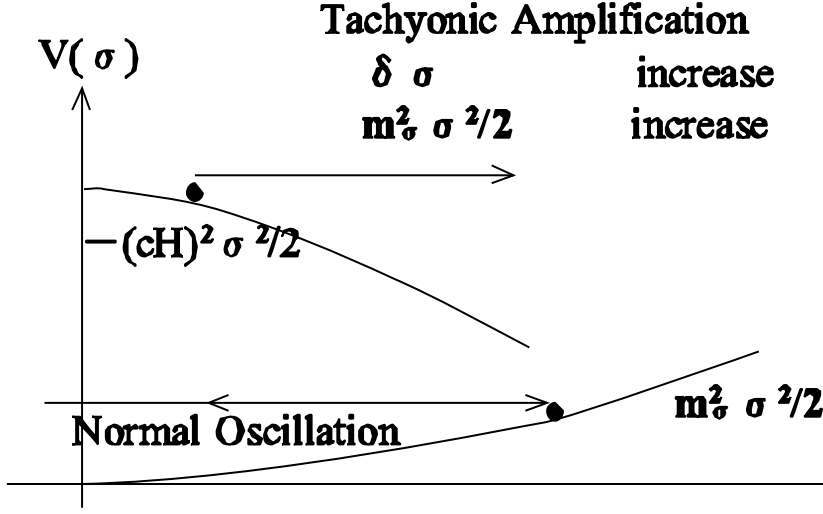 Tachyonic Amplification
V( σ )
δ σ increase
m²σ σ ²/2 increase
−(cH)² σ ²/2
m²σ σ ²/2
Normal Oscillation